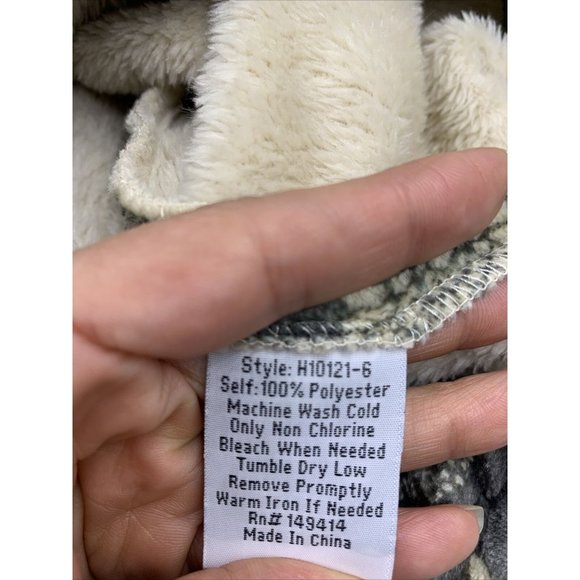 Style: H10121-6
Self:100% Polyester
Machine Wash Cold
Only Non Chlorine
Bleach When Needed
Tumble Dry Low
Remove Promptly
Warm Iron If Needed
Rn# 149414
Made In China